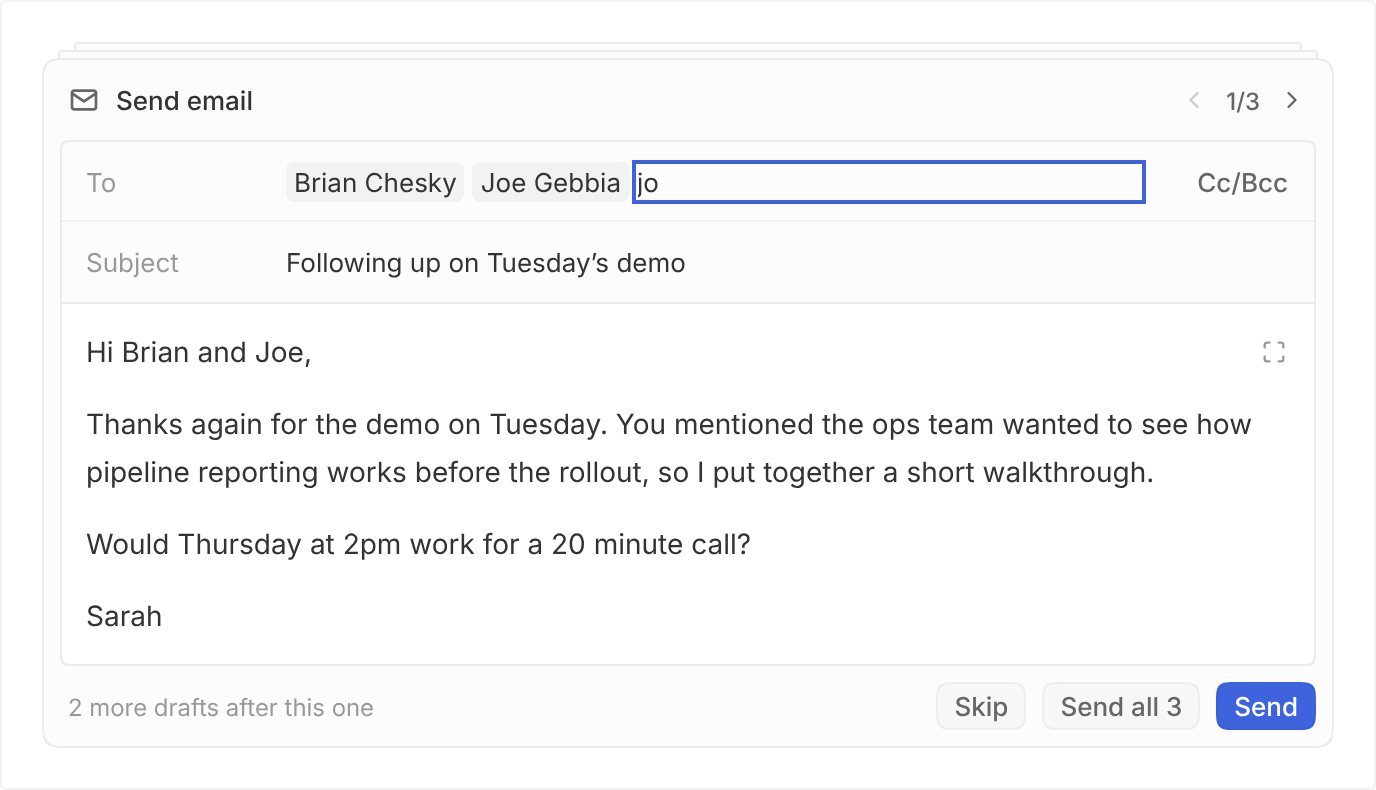 Send email
1/3
To Brian Chesky Joe Gebbia jo Cc/Bcc
Subject Following up on Tuesday’s demo
Hi Brian and Joe,
Thanks again for the demo on Tuesday. You mentioned the ops team wanted to see how
pipeline reporting works before the rollout, so I put together a short walkthrough.
Would Thursday at 2pm work for a 20 minute call?
Sarah
2 more drafts after this one
Skip Send all 3 Send